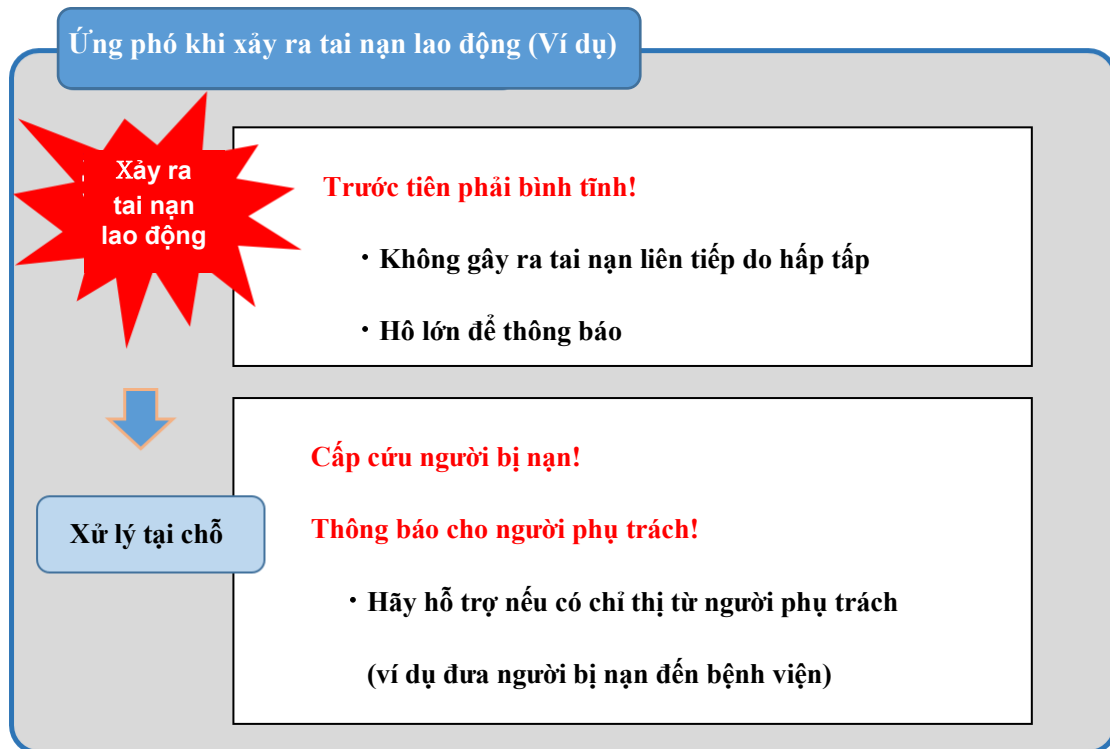 Ứng phó khi xảy ra tai nạn lao động (Ví dụ)
Xảy ra
tai nạn
lao động
Trước tiên phải bình tĩnh!
・Không gây ra tai nạn liên tiếp do hấp tấp
・Hô lớn để thông báo
Xử lý tại chỗ
Cấp cứu người bị nạn!
Thông báo cho người phụ trách!
・Hãy hỗ trợ nếu có chỉ thị từ người phụ trách
(ví dụ đưa người bị nạn đến bệnh viện)